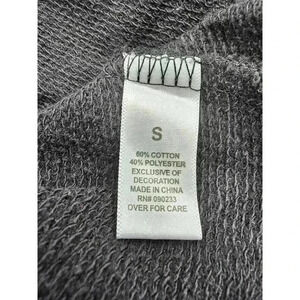 S
60% COTTON
40% POLYESTER
EXCLUSIVE OF
DECORATION
MADE IN CHINA
RN# 090233
OVER FOR CARE